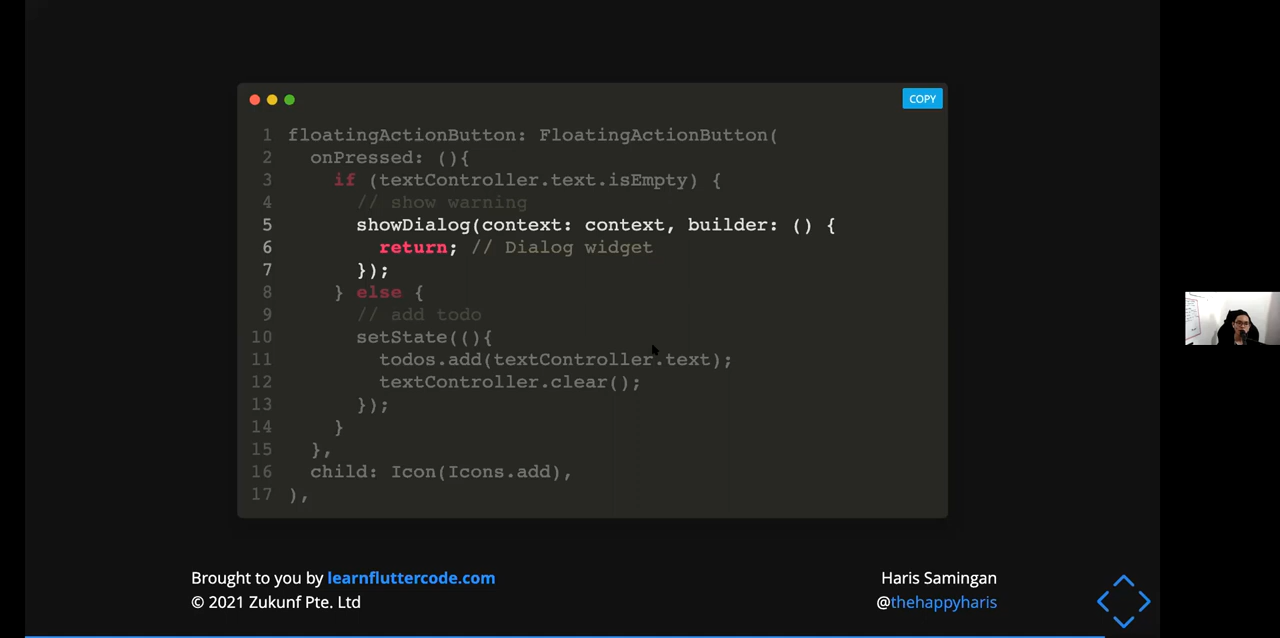 COPY
1 floatingActionButton: FloatingActionButton(
2 onPressed: (){
3 if (textController.text.isEmpty) {
4 // show warning
5 showDialog(context: context, builder: () {
6 return; // Dialog widget
7 });
8 } else {
9 // add todo
10 setState((){
11 todos.add(textController.text);
12 textController.clear();
13 });
14 }
15 },
16 child: Icon(Icons.add),
17 ),
Brought to you by learnfluttercode.com
© 2021 Zukunf Pte. Ltd
Haris Samingan
@thehappyharis